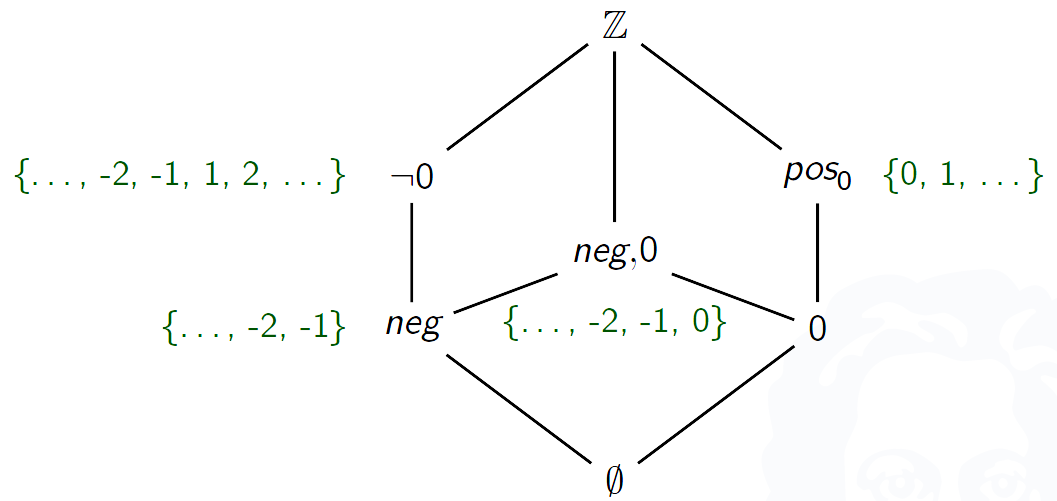 ℤ
{. . . , -2, -1, 1, 2, . . . } ¬0 pos₀ {0, 1, . . . }
neg,0
{. . . , -2, -1} neg {. . . , -2, -1, 0} 0
∅